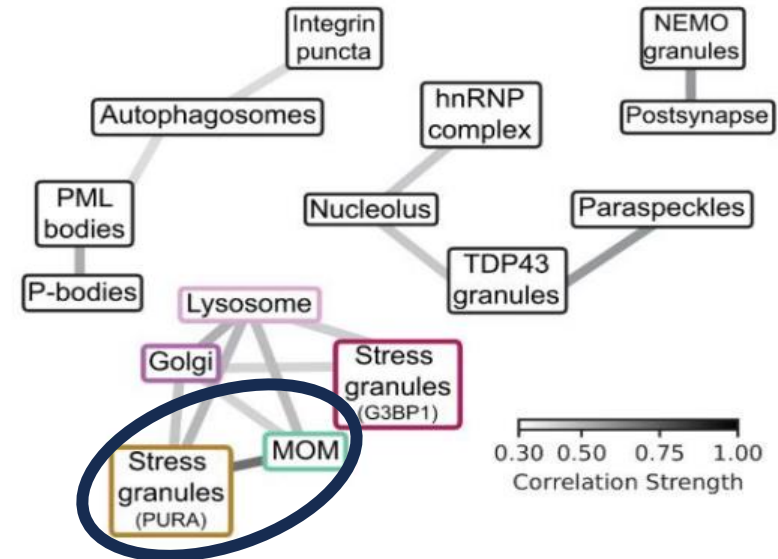 Integrin
puncta
NEMO
granules
Autophagosomes
hnRNP
complex
Postsynapse
PML
bodies
Nucleolus
Paraspeckles
P-bodies
TDP43
granules
Lysosome
Golgi
Stress
granules
(G3BP1)
MOM
Stress
granules
(PURA)
0.30 0.50 0.75 1.00
Correlation Strength